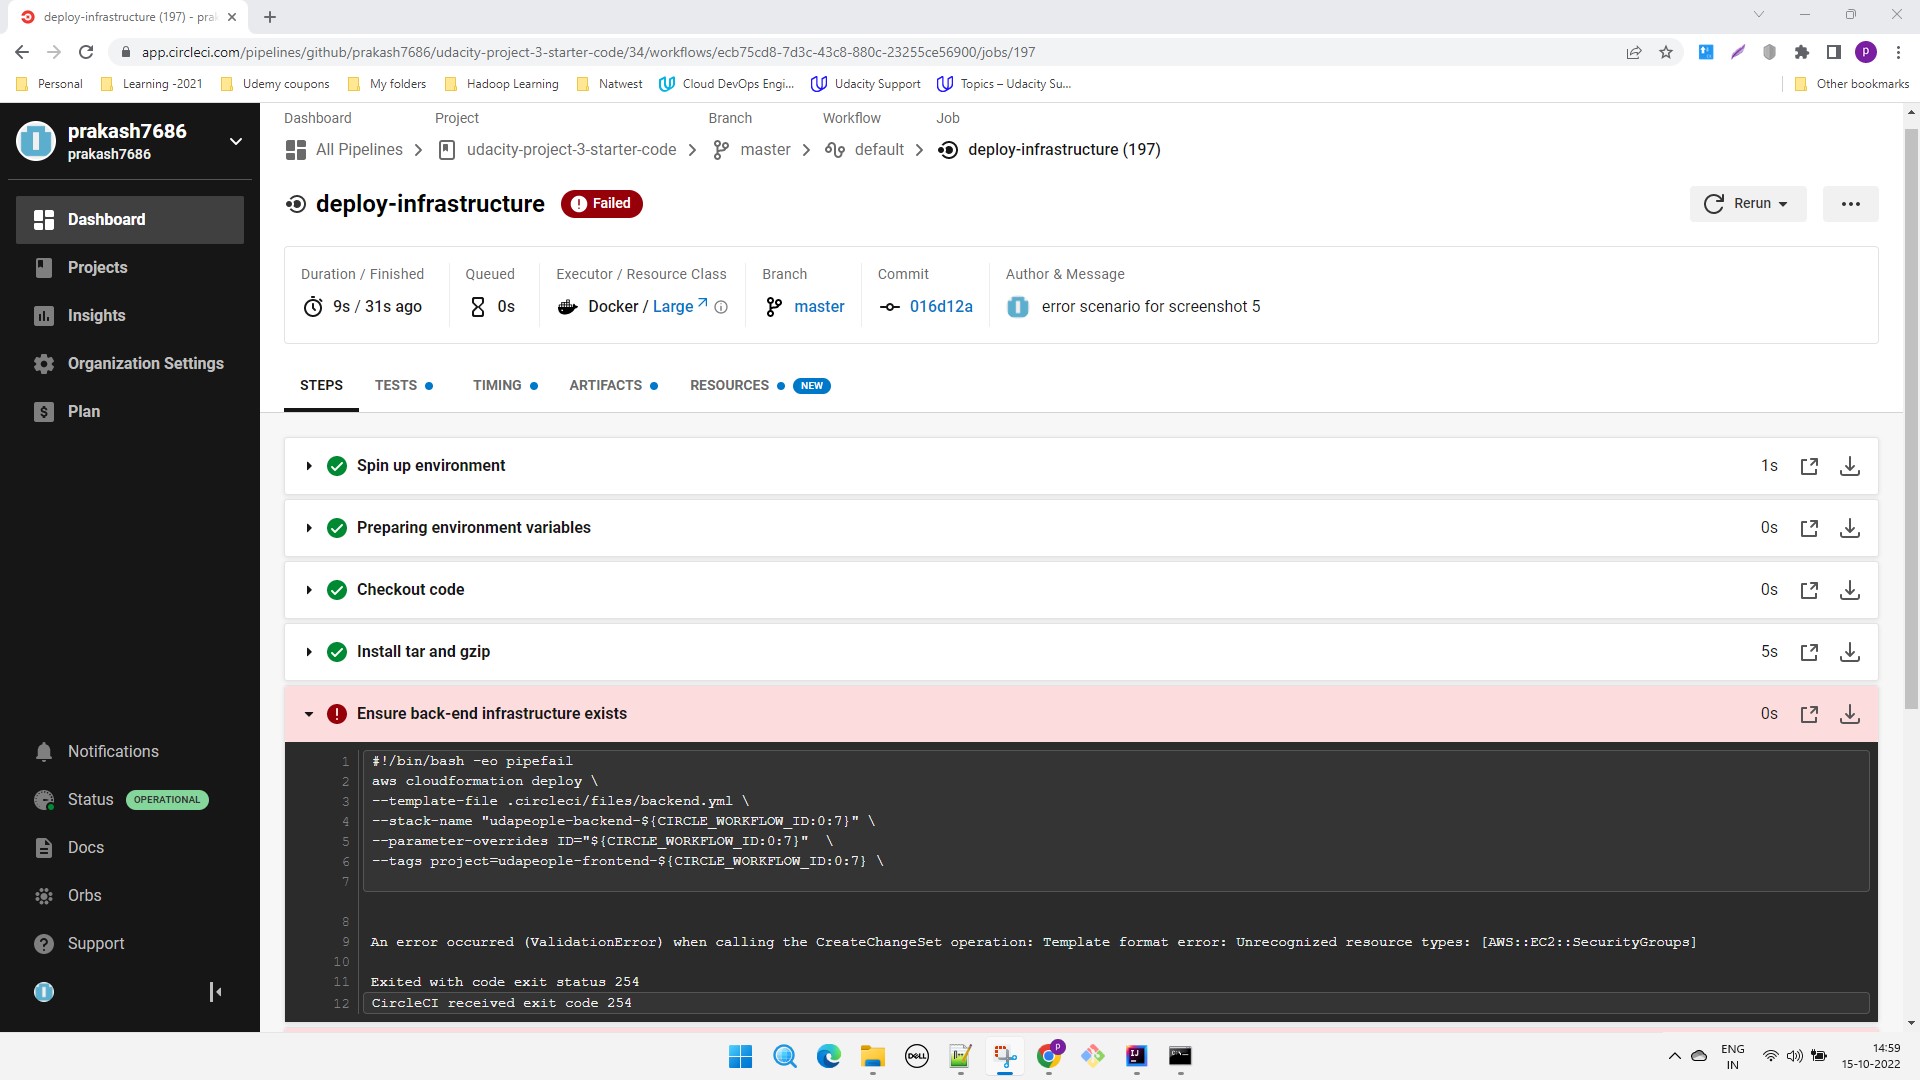 deploy-infrastructure (197) - pra
app.circleci.com/pipelines/github/prakash7686/udacity-project-3-starter-code/34/workflows/ecb75cd8-7d3c-43c8-880c-23255ce56900/jobs/197
P
Personal Learning -2021 Udemy coupons My folders Hadoop Learning Natwest Cloud DevOps Engi... Udacity Support Topics – Udacity Su... Other bookmarks
prakash7686
prakash7686
Dashboard
Projects
Insights
Organization Settings
Plan
Notifications
Status OPERATIONAL
Docs
Orbs
Support
Dashboard Project Branch Workflow Job
All Pipelines udacity-project-3-starter-code master default deploy-infrastructure (197)
deploy-infrastructure Failed Rerun
Duration / Finished Queued Executor / Resource Class Branch Commit Author & Message
9s / 31s ago 0s Docker / Large master 016d12a error scenario for screenshot 5
STEPS TESTS TIMING ARTIFACTS RESOURCES NEW
Spin up environment 1s
Preparing environment variables 0s
Checkout code 0s
Install tar and gzip 5s
Ensure back-end infrastructure exists 0s
1 #!/bin/bash -eo pipefail
2 aws cloudformation deploy \
3 --template-file .circleci/files/backend.yml \
4 --stack-name "udapeople-backend-${CIRCLE_WORKFLOW_ID:0:7}" \
5 --parameter-overrides ID="${CIRCLE_WORKFLOW_ID:0:7}"  \
6 --tags project=udapeople-frontend-${CIRCLE_WORKFLOW_ID:0:7} \
7
8
9 An error occurred (ValidationError) when calling the CreateChangeSet operation: Template format error: Unrecognized resource types: [AWS::EC2::SecurityGroups]
10
11 Exited with code exit status 254
12 CircleCI received exit code 254
DELL P IJ
ENG
IN
14:59
15-10-2022